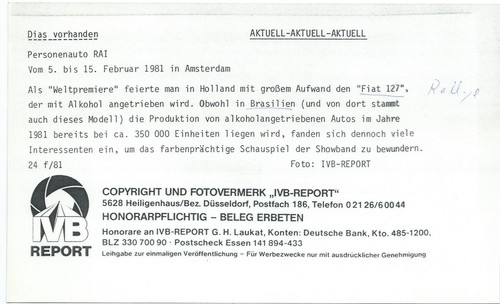 Dias vorhanden AKTUELL-AKTUELL-AKTUELL
Personenauto RAI
Vom 5. bis 15. Februar 1981 in Amsterdam
Als "Weltpremiere" feierte man in Holland mit großem Aufwand den "Fiat 127",
der mit Alkohol angetrieben wird. Obwohl in Brasilien (und von dort stammt
auch dieses Modell) die Produktion von alkoholangetriebenen Autos im Jahre
1981 bereits bei ca. 350 000 Einheiten liegen wird, fanden sich dennoch viele
Interessenten ein, um das farbenprächtige Schauspiel der Showband zu bewundern.
24 f/81 Foto: IVB-REPORT
IVB
REPORT
COPYRIGHT UND FOTOVERMERK „IVB-REPORT"
5628 Heiligenhaus/Bez. Düsseldorf, Postfach 186, Telefon 0 21 26/6 00 44
HONORARPFLICHTIG – BELEG ERBETEN
Honorare an IVB-REPORT G. H. Laukat, Konten: Deutsche Bank, Kto. 485-1200,
BLZ 330 700 90 · Postscheck Essen 141 894-433
Leihgabe zur einmaligen Veröffentlichung – Für Werbezwecke nur mit ausdrücklicher Genehmigung